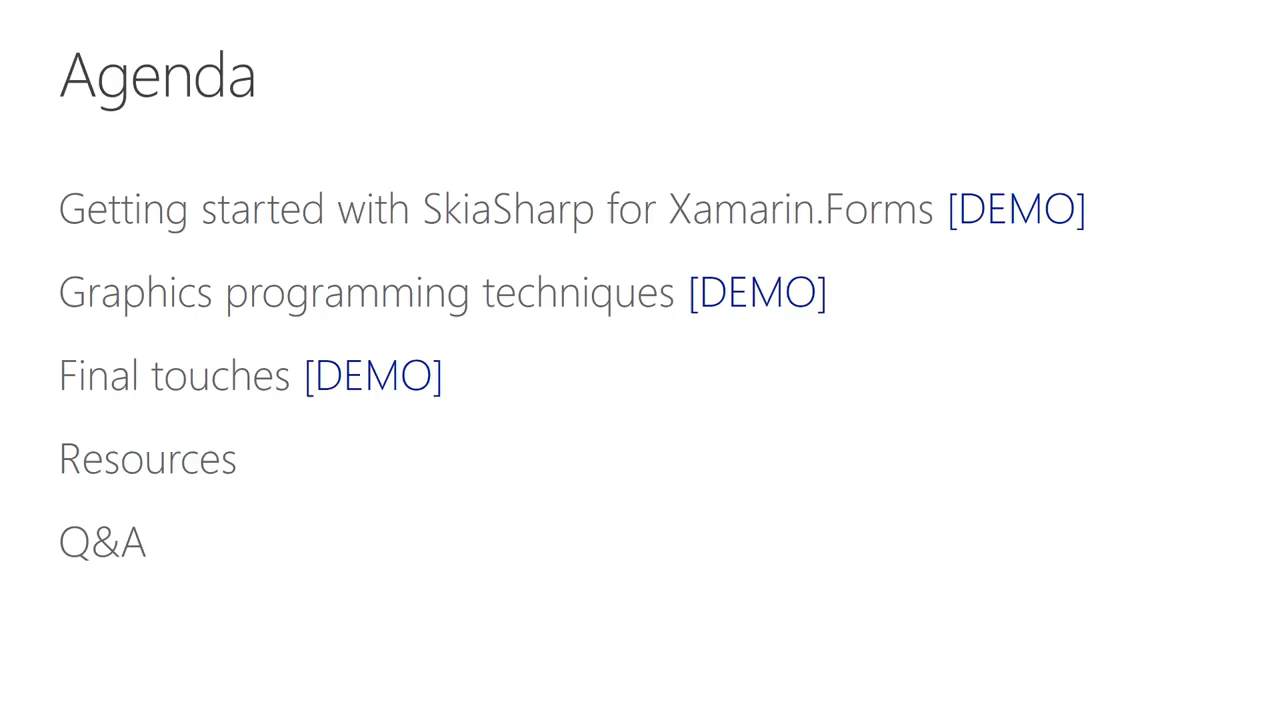 Agenda
Getting started with SkiaSharp for Xamarin.Forms [DEMO]
Graphics programming techniques [DEMO]
Final touches [DEMO]
Resources
Q&A